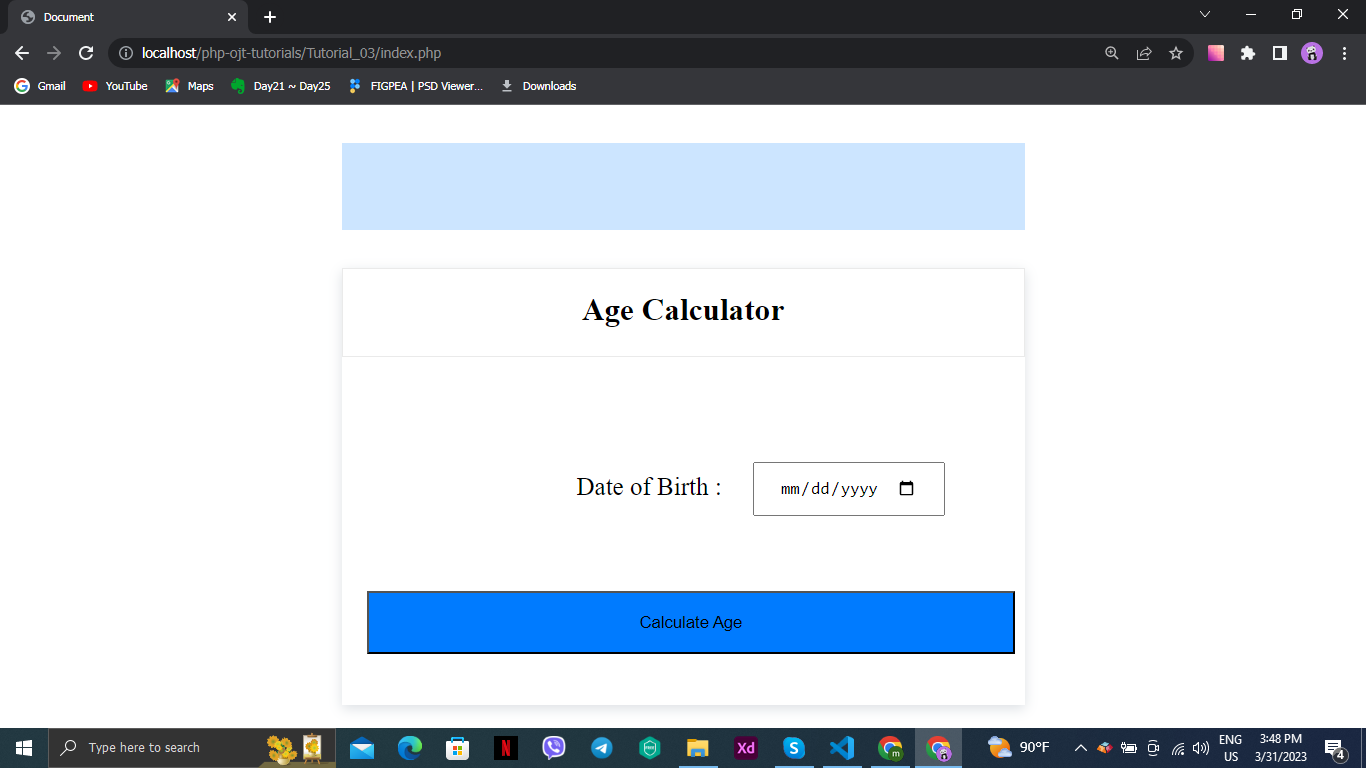 Document
localhost/php-ojt-tutorials/Tutorial_03/index.php
Gmail YouTube Maps Day21 ~ Day25 FIGPEA | PSD Viewer... Downloads
Age Calculator
Date of Birth : mm/dd/yyyy
Calculate Age
Type here to search N Xd S m 90°F ENG 3:48 PM
US 3/31/2023 4